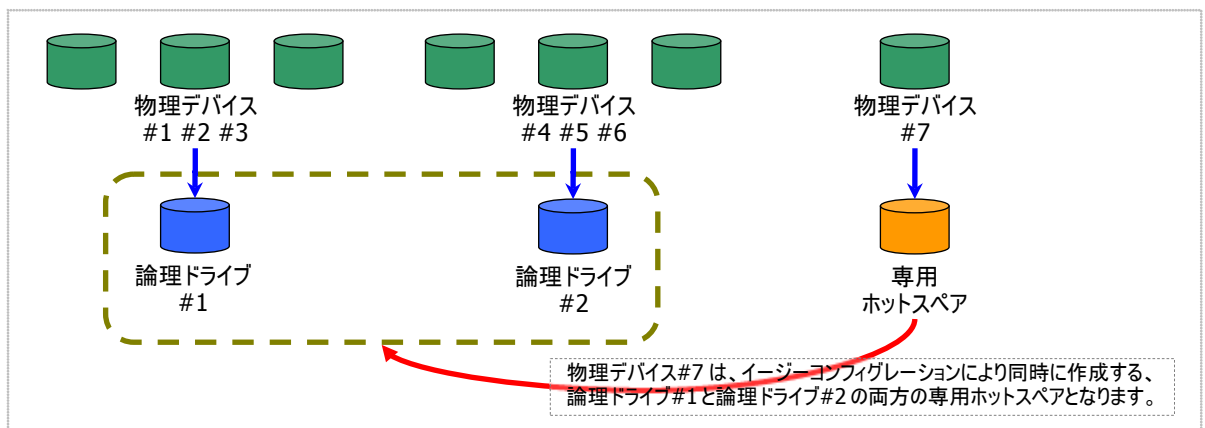 物理デバイス
#1 #2 #3
物理デバイス
#4 #5 #6
物理デバイス
#7
論理ドライブ
#1
論理ドライブ
#2
専用
ホットスペア
物理デバイス#7 は、イージーコンフィグレーションにより同時に作成する、
論理ドライブ#1と論理ドライブ#2 の両方の専用ホットスペアとなります。